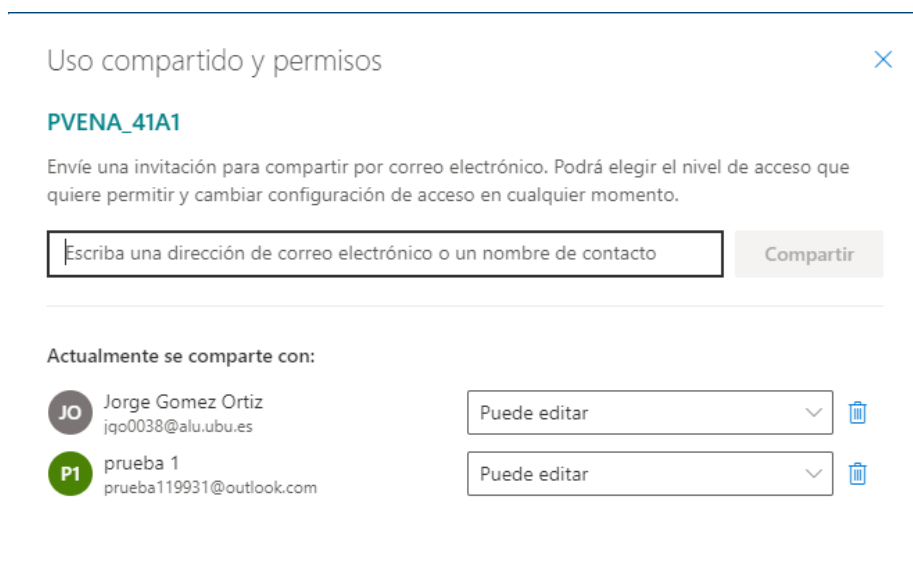 Uso compartido y permisos
PVENA_41A1
Envíe una invitación para compartir por correo electrónico. Podrá elegir el nivel de acceso que
quiere permitir y cambiar configuración de acceso en cualquier momento.
Escriba una dirección de correo electrónico o un nombre de contacto
Compartir
Actualmente se comparte con:
JO
Jorge Gomez Ortiz
jgo0038@alu.ubu.es
Puede editar
P1
prueba 1
prueba119931@outlook.com
Puede editar